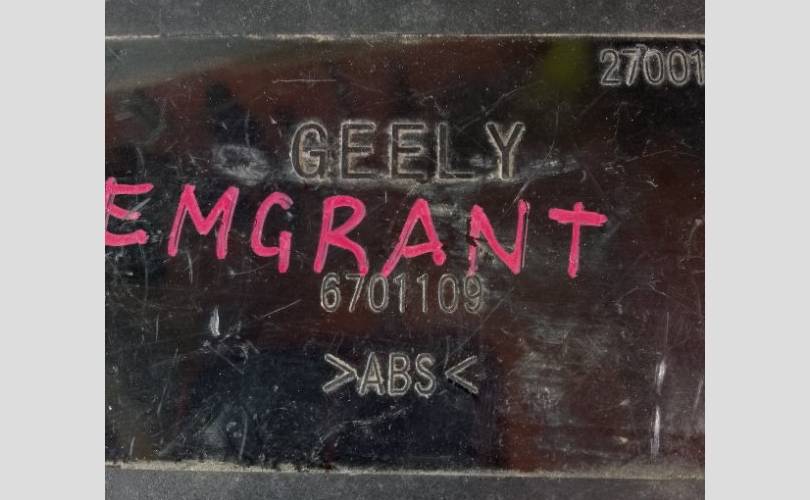 27001
GEELY
EMGRANT
6701109
>ABS<